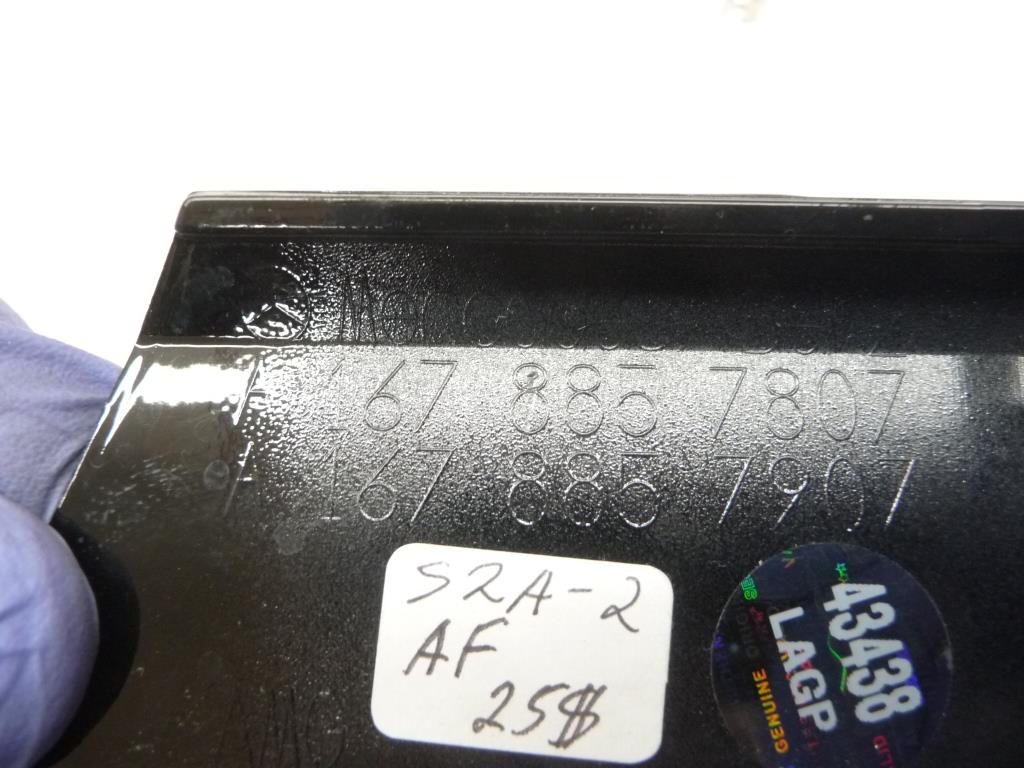 A 167 885 7807
A 167 885 7907
S2A-2
AF
25$
43438
LAGP
GENUINE